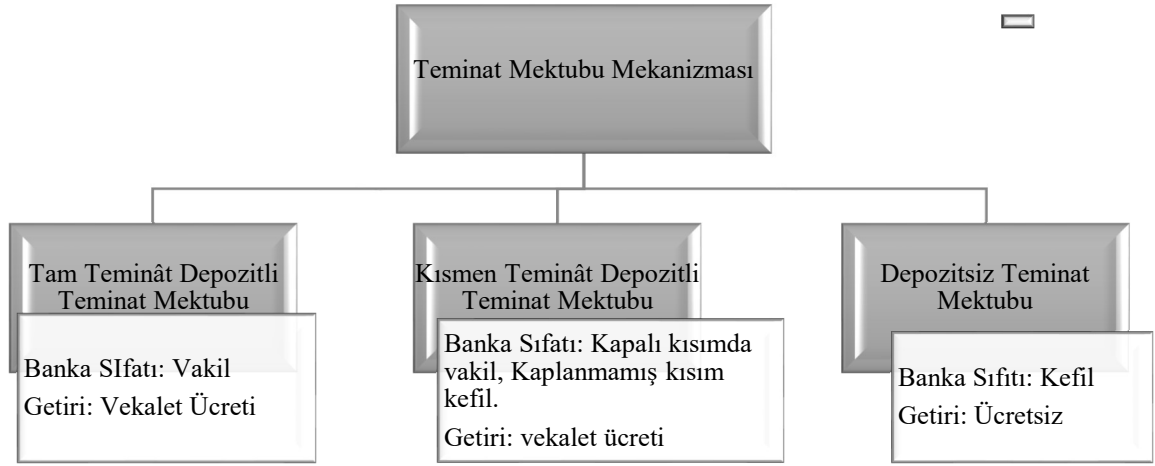 Teminat Mektubu Mekanizması
Tam Teminât Depozitli
Teminat Mektubu
Banka SIfatı: Vakil
Getiri: Vekalet Ücreti
Kısmen Teminât Depozitli
Teminat Mektubu
Banka Sıfatı: Kapalı kısımda
vakil, Kaplanmamış kısım
kefil.
Getiri: vekalet ücreti
Depozitsiz Teminat
Mektubu
Banka Sıfıtı: Kefil
Getiri: Ücretsiz